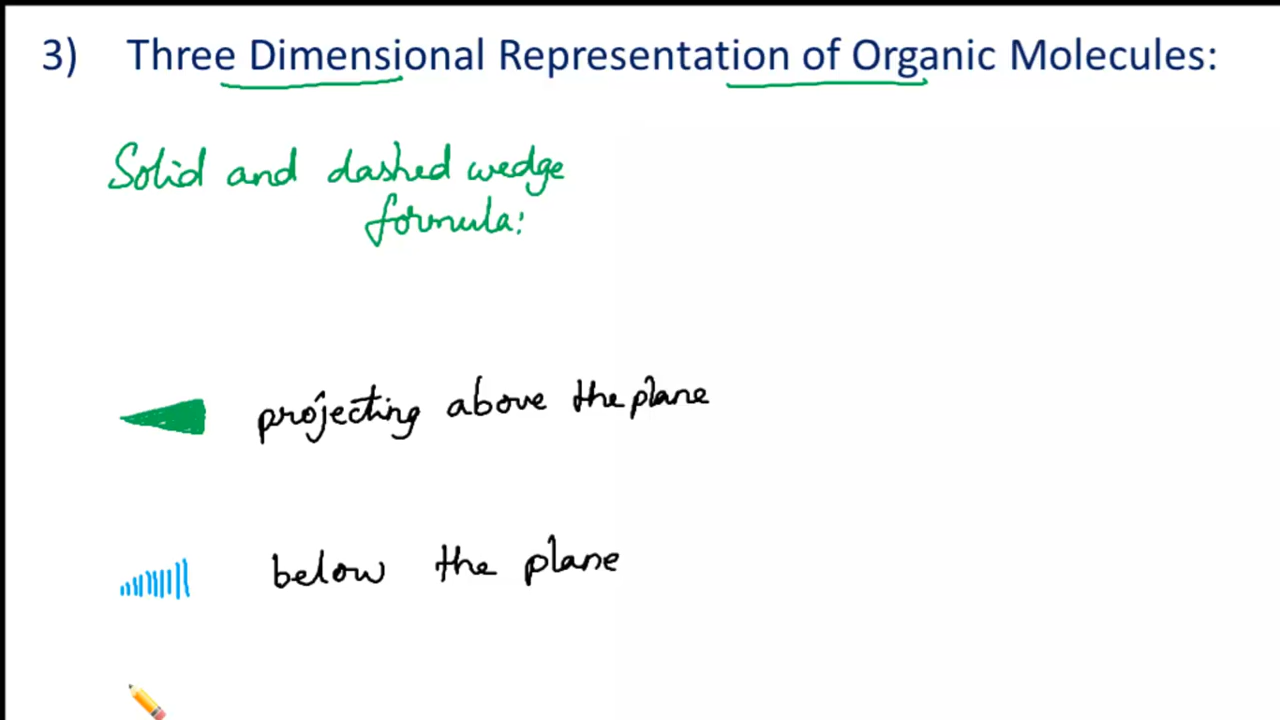 3) Three Dimensional Representation of Organic Molecules:
Solid and dashed wedge
formula:
projecting above the plane
below the plane